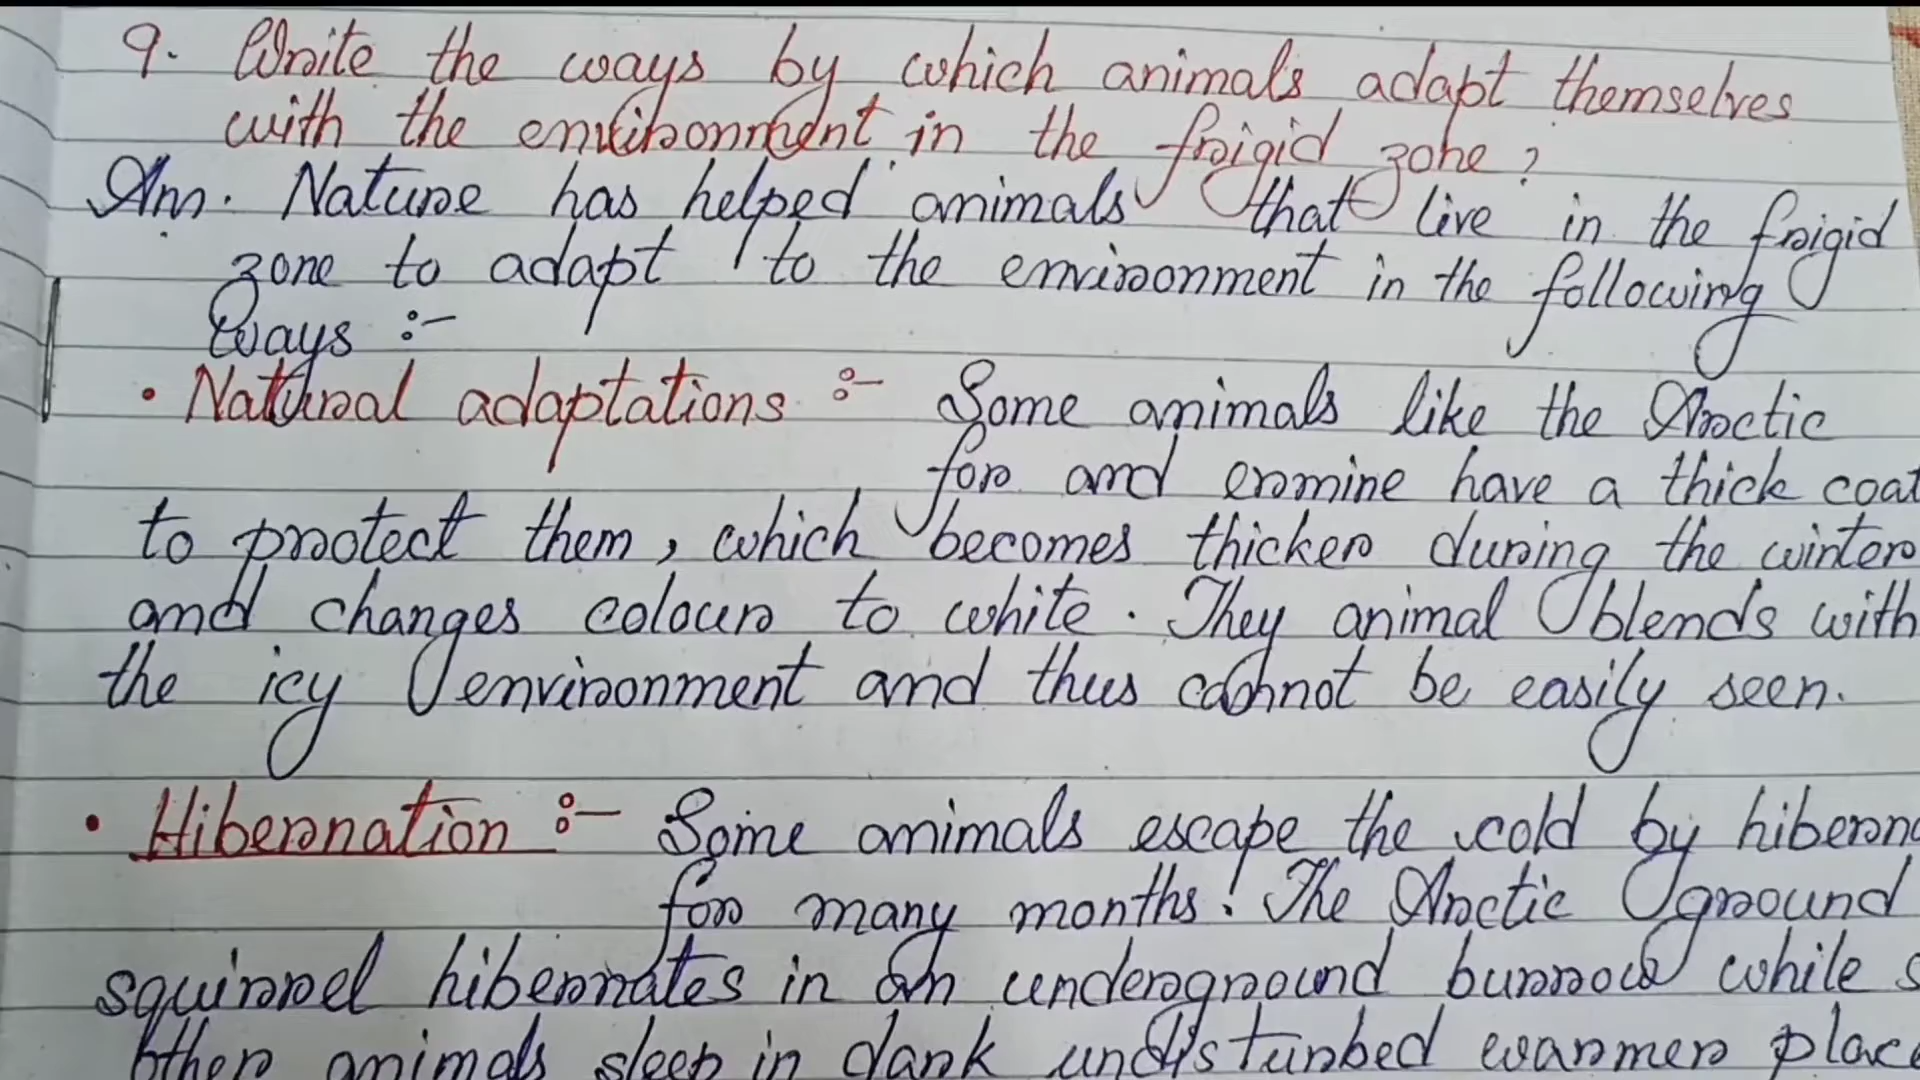 9. Write the ways by which animals adapt themselves
with the environment in the frigid zone?
Ans. Nature has helped animals that live in the frigid
zone to adapt to the environment in the following
ways :-
• Natural adaptations :- Some animals like the Arctic
for and ermine have a thick coat
to protect them, which becomes thicker during the winter
and changes colour to white. They animal blends with
the icy environment and thus cannot be easily seen.
• Hibernation :- Some animals escape the cold by hiberna
for many months. The Arctic ground
squirrel hibernates in an underground burrow while s
other animals sleep in dark undisturbed warmer place